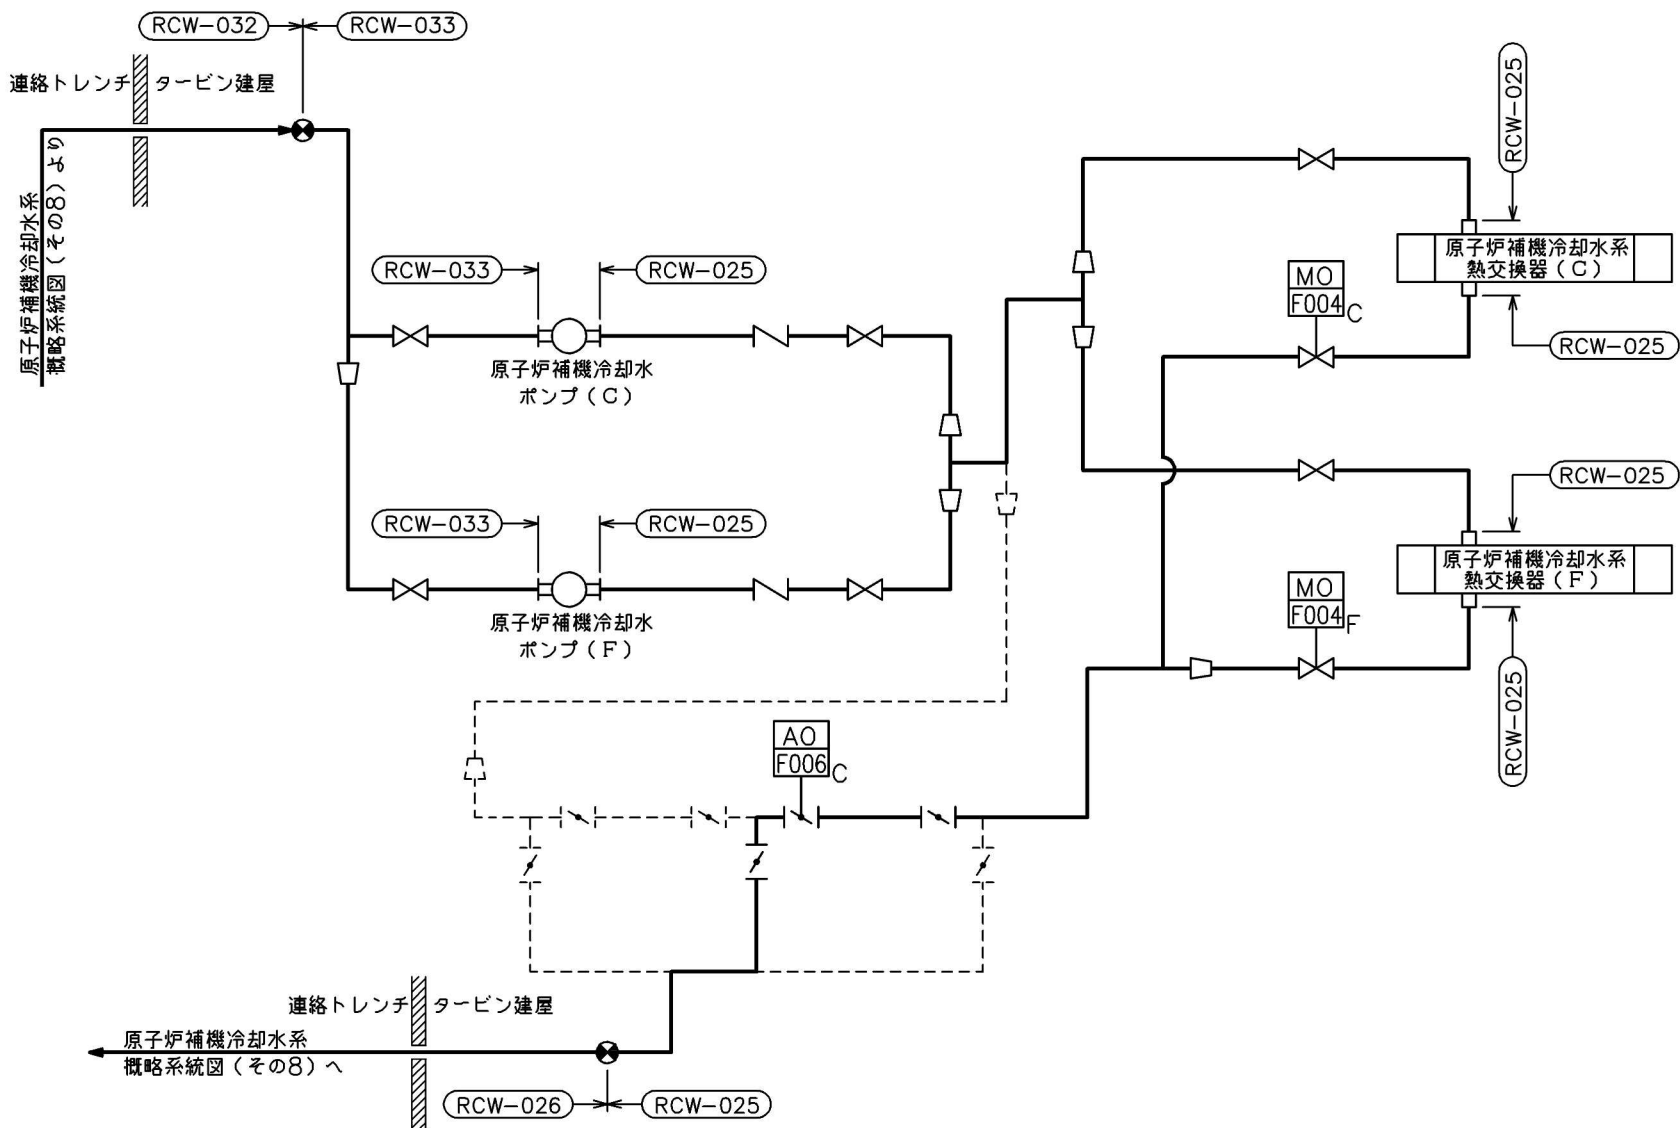 RCW-032
RCW-033
連絡トレンチ
タービン建屋
原子炉補機冷却水系
概略系統図(その8)より
RCW-033
RCW-025
原子炉補機冷却水
ポンプ(C)
RCW-033
RCW-025
原子炉補機冷却水
ポンプ(F)
RCW-025
原子炉補機冷却水系
熱交換器(C)
RCW-025
MO
F004 C
RCW-025
原子炉補機冷却水系
熱交換器(F)
RCW-025
MO
F004 F
AO
F006 C
連絡トレンチ
タービン建屋
原子炉補機冷却水系
概略系統図(その8)へ
RCW-026
RCW-025